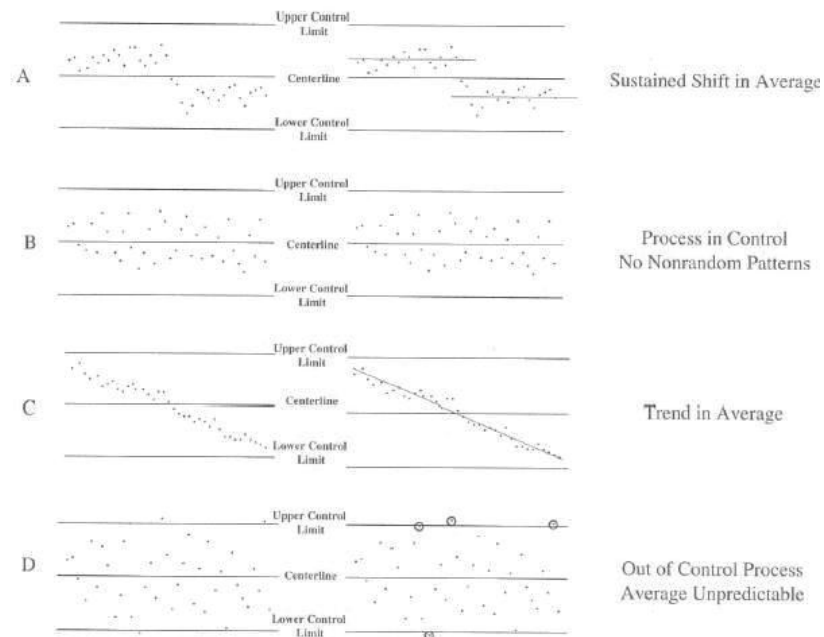 Upper Control
Limit
A
Centerline
Sustained Shift in Average
Lower Control
Limit
Upper Control
Limit
B
Centerline
Process in Control
No Nonrandom Patterns
Lower Control
Limit
Upper Control
Limit
C
Centerline
Trend in Average
Lower Control
Limit
Upper Control
Limit
D
Centerline
Out of Control Process
Average Unpredictable
Lower Control
Limit